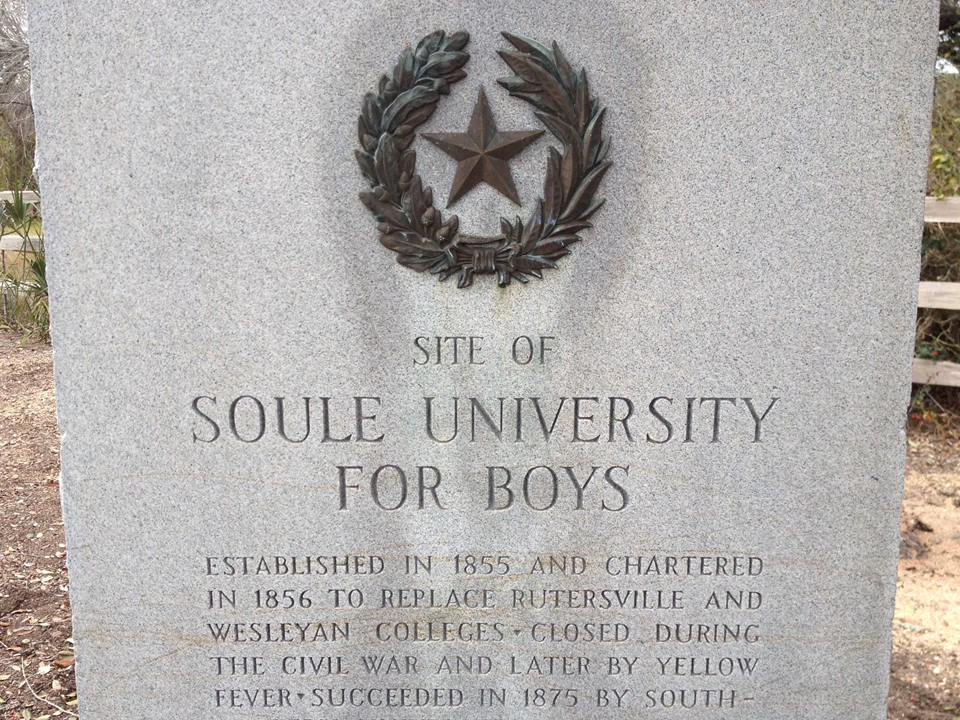 SITE OF
SOULE UNIVERSITY
FOR BOYS
ESTABLISHED IN 1855 AND CHARTERED
IN 1856 TO REPLACE RUTERSVILLE AND
WESLEYAN COLLEGES · CLOSED DURING
THE CIVIL WAR AND LATER BY YELLOW
FEVER · SUCCEEDED IN 1875 BY SOUTH-